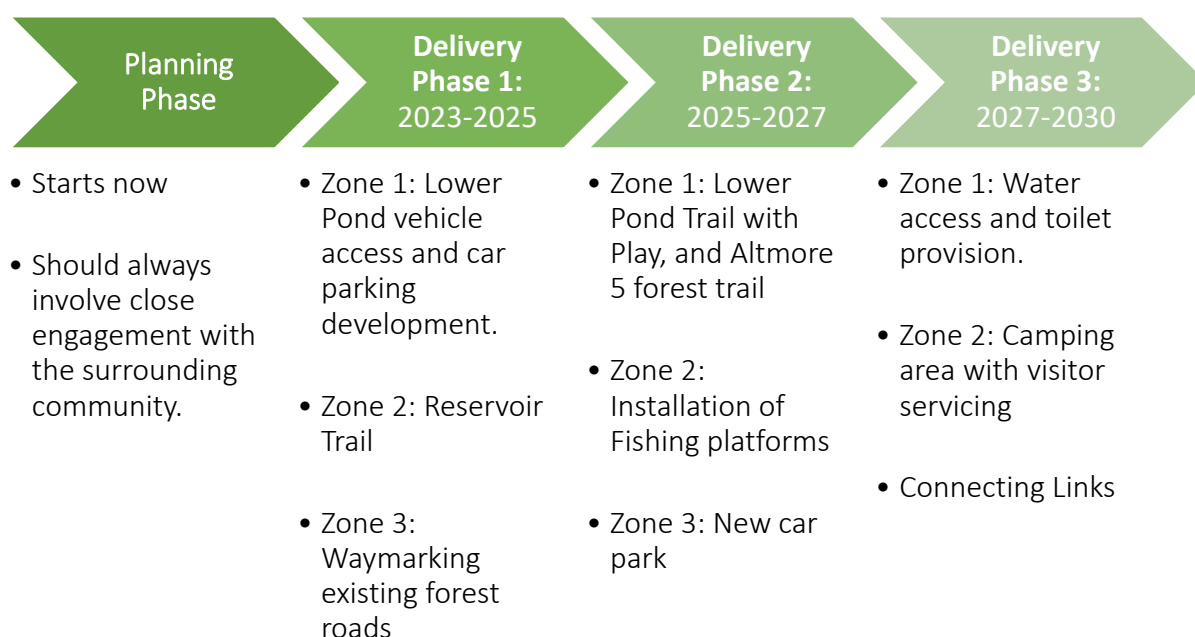 Planning
Phase
• Starts now
• Should always
involve close
engagement with
the surrounding
community.
Delivery
Phase 1:
2023-2025
• Zone 1: Lower
Pond vehicle
access and car
parking
development.
• Zone 2: Reservoir
Trail
• Zone 3:
Waymarking
existing forest
roads
Delivery
Phase 2:
2025-2027
• Zone 1: Lower
Pond Trail with
Play, and Altmore
5 forest trail
• Zone 2:
Installation of
Fishing platforms
• Zone 3: New car
park
Delivery
Phase 3:
2027-2030
• Zone 1: Water
access and toilet
provision.
• Zone 2: Camping
area with visitor
servicing
• Connecting Links